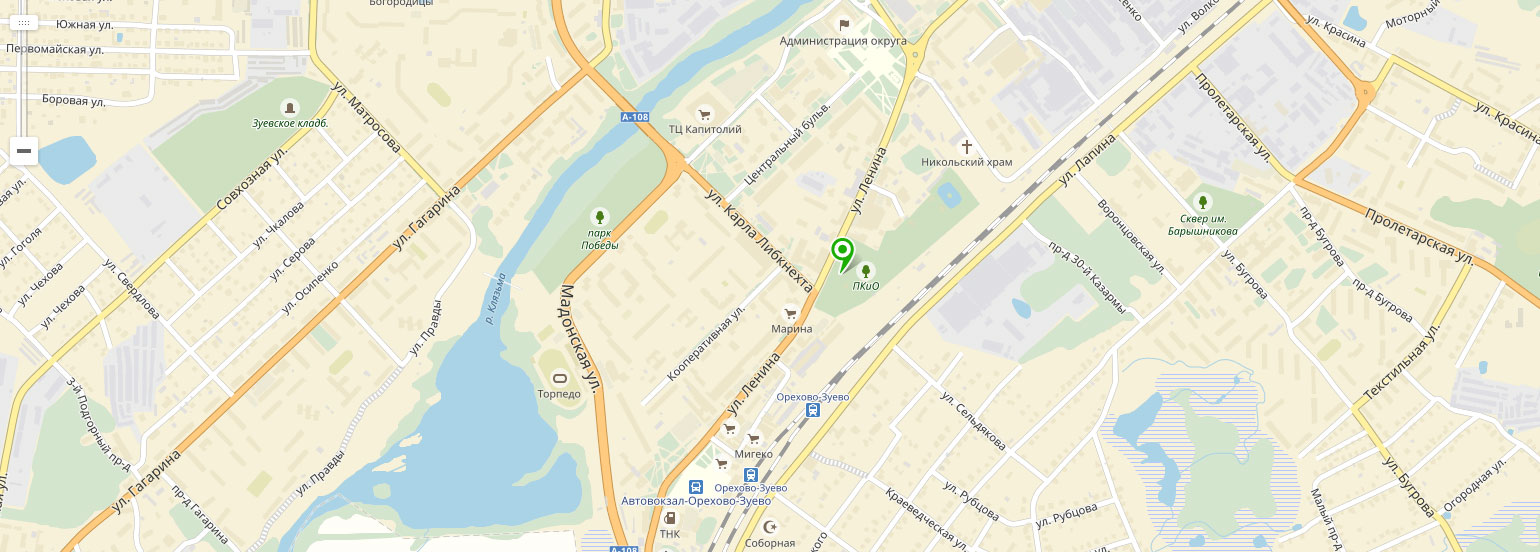 Богородицы
Южная ул.
Первомайская ул.
Боровая ул.
Зуевское кладб.
ул. Матросова
Совхозная ул.
ул. Чкалова
ул. Серова
ул. Осипенко
ул. Гагарина
ул. Гоголя
ул. Чехова
ул. Чехова
ул. Свердлова
ул. Правды
3-й Подгорный пр-д
ул. Гагарина
ул. Правды
пр-д Гагарина
р. Клязьма
А-108
ТЦ Капитолий
Администрация округа
Центральный бульв.
ул. Ленина
Никольский храм
парк
Победы
ул. Карла Либкнехта
ПКиО
Мадонская ул.
Марина
Кооперативная ул.
Торпедо
ул. Ленина
Орехово-Зуево
Мигеко
Орехово-Зуево
Автовокзал-Орехово-Зуево
ТНК
А-108
Соборная
ул. Волко
ул. Красина
Моторный
ул. Красина
Пролетарская ул.
ул. Лапина
Воронцовская ул.
Сквер им.
Барышникова
Пролетарская ул.
пр-д Бугрова
пр-д 30-й Казармы
ул. Бугрова
пр-д Бугрова
Текстильная ул.
ул. Сельдякова
Краеведческая ул.
ул. Рубцова
ул. Рубцова
ул. Бугрова
Огородная ул.
Малый пр-д